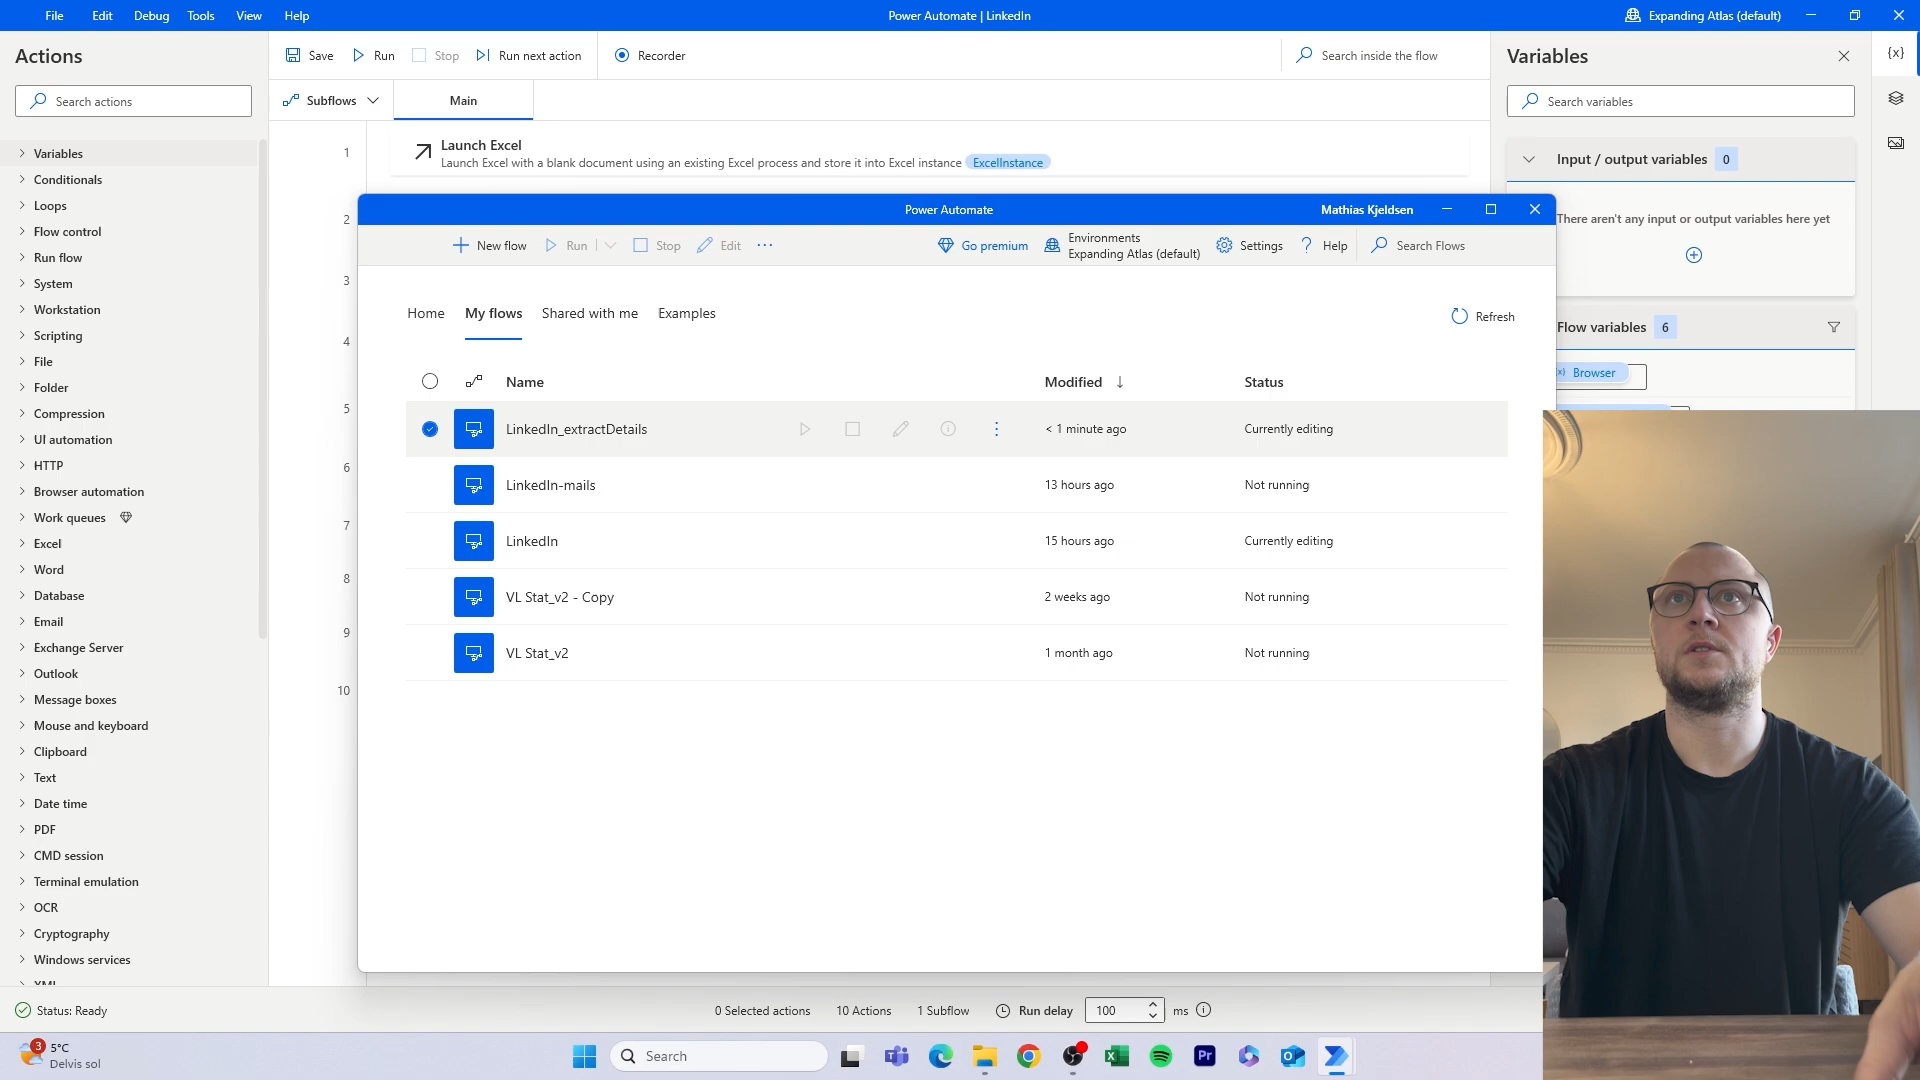 File Edit Debug Tools View Help
Power Automate | LinkedIn
Expanding Atlas (default)
Actions
Search actions
Variables
Conditionals
Loops
Flow control
Run flow
System
Workstation
Scripting
File
Folder
Compression
UI automation
HTTP
Browser automation
Work queues
Excel
Word
Database
Email
Exchange Server
Outlook
Message boxes
Mouse and keyboard
Clipboard
Text
Date time
PDF
CMD session
Terminal emulation
OCR
Cryptography
Windows services
XML
Save Run Stop Run next action Recorder
Search inside the flow
Subflows Main
1
Launch Excel
Launch Excel with a blank document using an existing Excel process and store it into Excel instance ExcelInstance
2
3
4
5
6
7
8
9
10
Power Automate
Mathias Kjeldsen
New flow Run Stop Edit
Go premium
Environments
Expanding Atlas (default)
Settings Help Search Flows
Home My flows Shared with me Examples
Refresh
Name Modified Status
LinkedIn_extractDetails < 1 minute ago Currently editing
LinkedIn-mails 13 hours ago Not running
LinkedIn 15 hours ago Currently editing
VL Stat_v2 - Copy 2 weeks ago Not running
VL Stat_v2 1 month ago Not running
Variables
{x}
Search variables
Input / output variables 0
There aren't any input or output variables here yet
Flow variables 6
Browser
Status: Ready
0 Selected actions 10 Actions 1 Subflow Run delay 100 ms
3
5°C
Delvis sol
Search
Pr